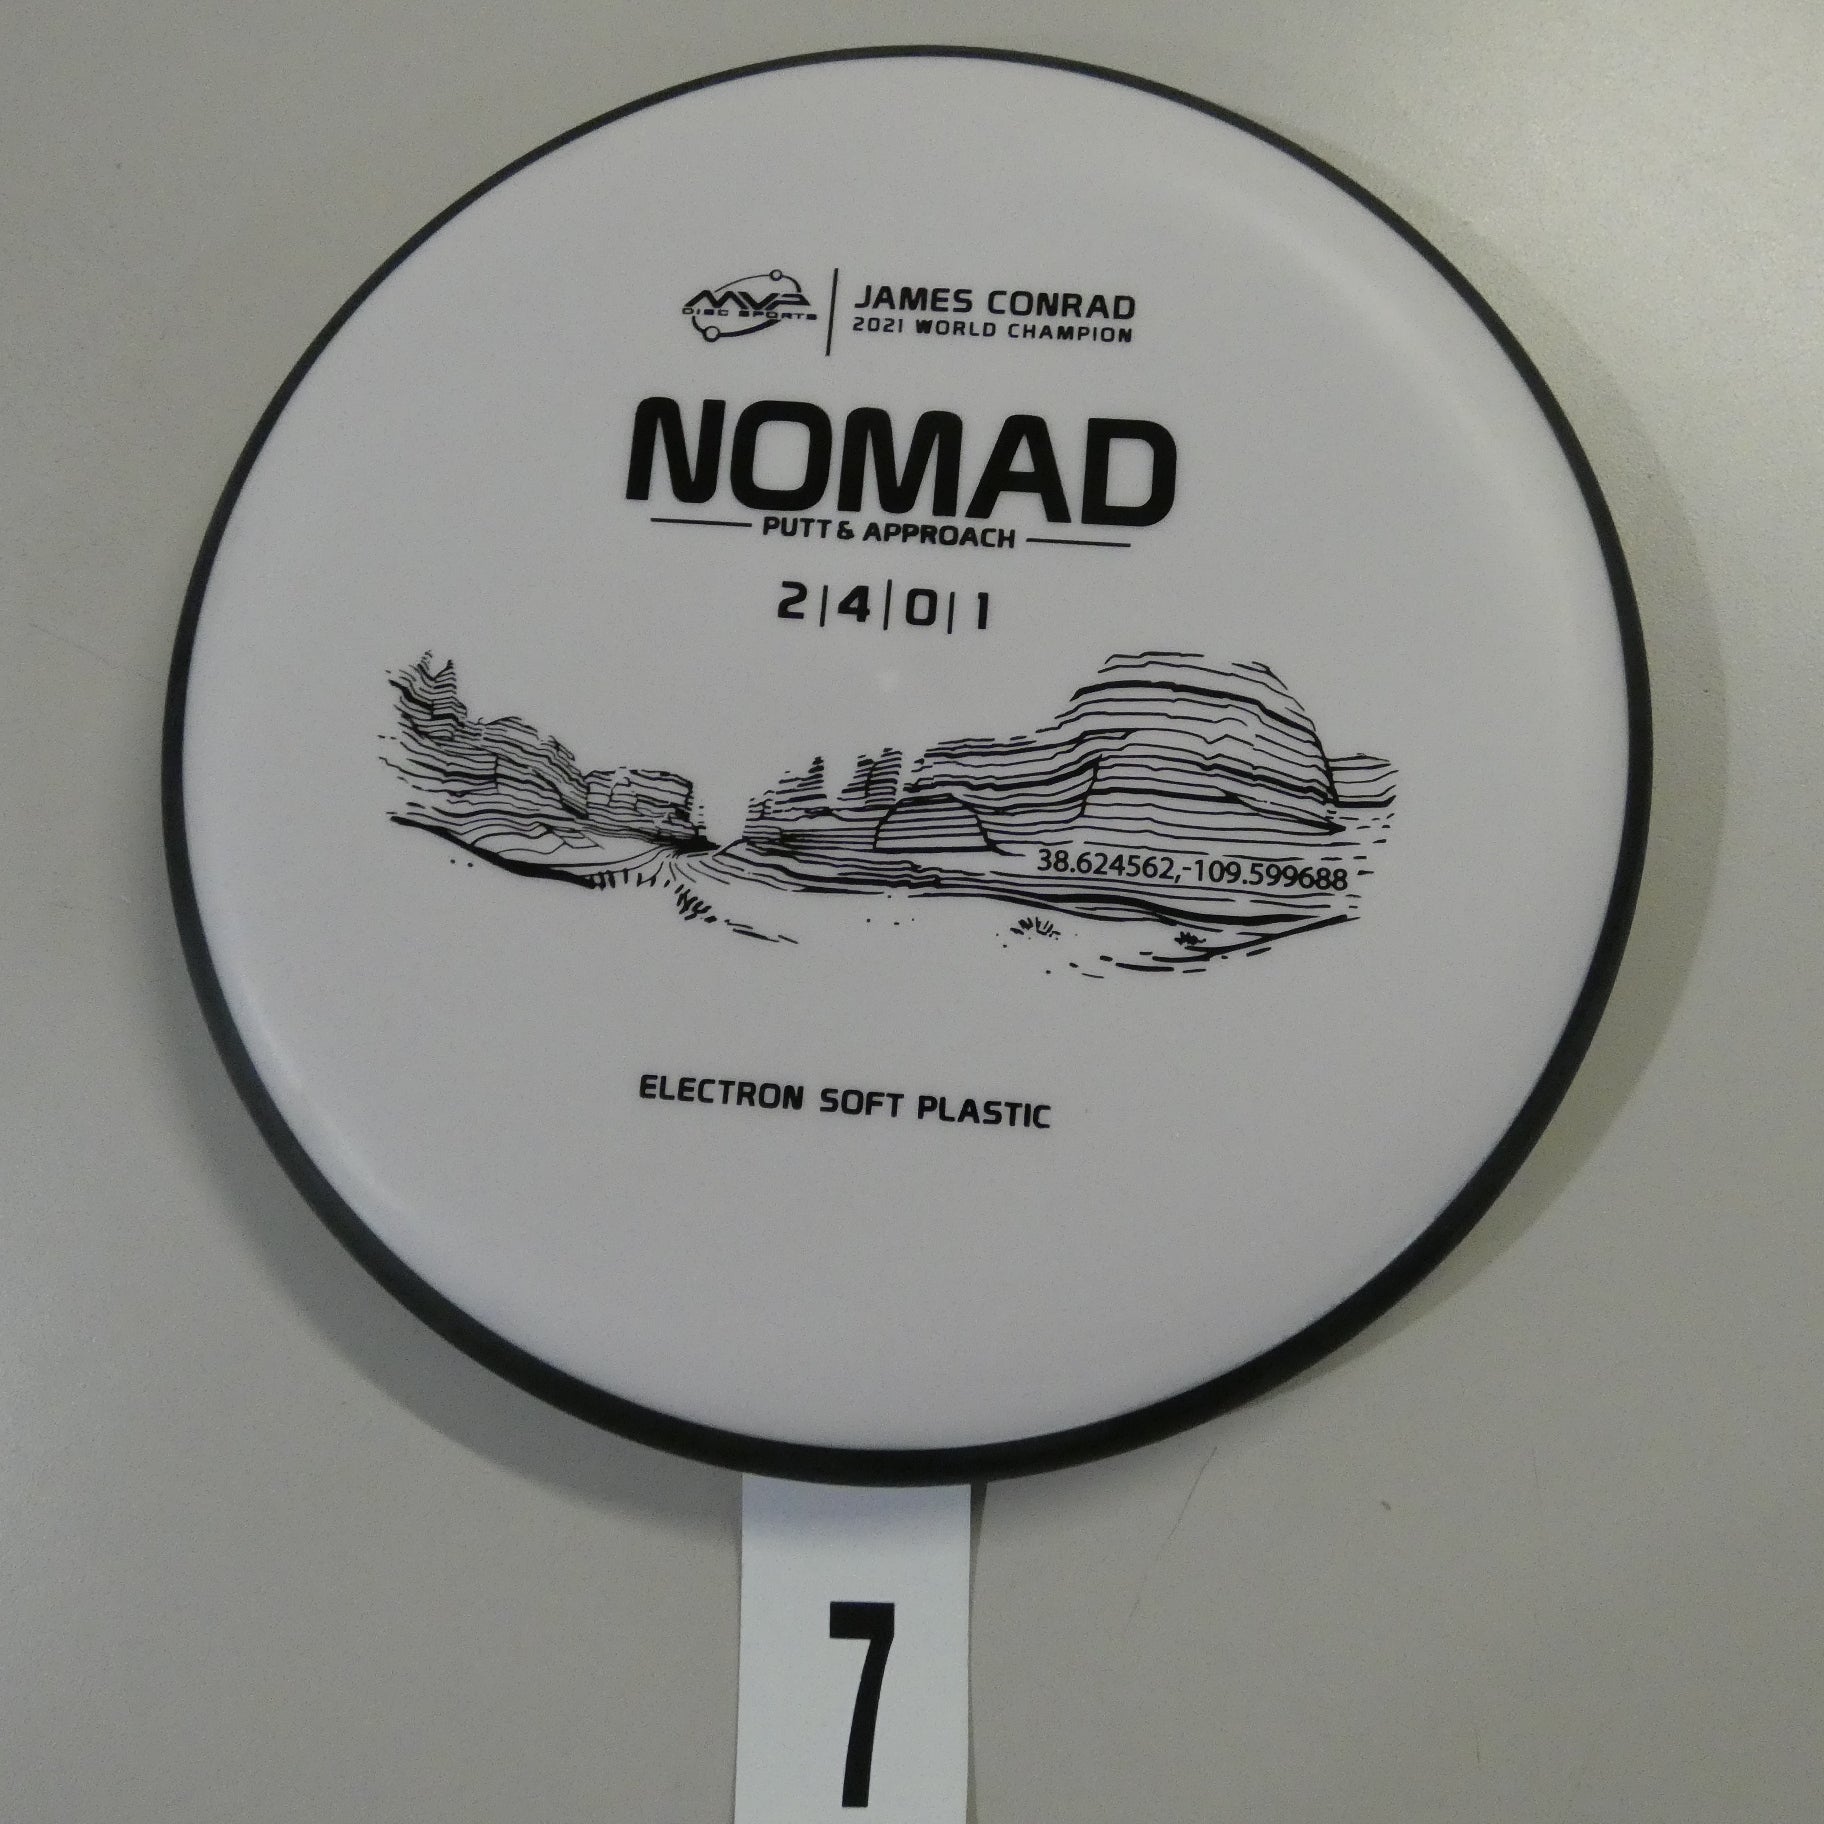 MVP
DISC SPORTS
JAMES CONRAD
2021 WORLD CHAMPION
NOMAD
PUTT & APPROACH
2|4|0|1
38.624562,-109.599688
ELECTRON SOFT PLASTIC
7